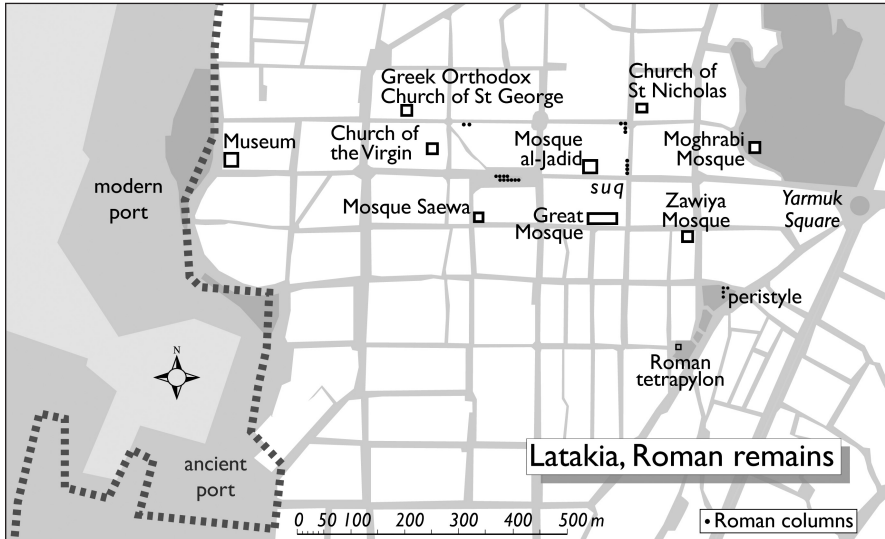 Greek Orthodox
Church of St George
Church of
St Nicholas
Museum
Church of
the Virgin
Mosque
al-Jadid
Moghrabi
Mosque
modern
port
suq
Mosque Saewa
Great
Mosque
Zawiya
Mosque
Yarmuk
Square
peristyle
N
Roman
tetrapylon
Latakia, Roman remains
ancient
port
0 50 100 200 300 400 500 m
• Roman columns